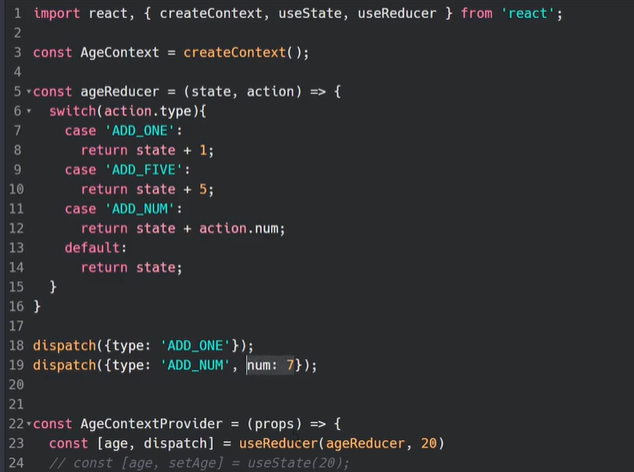 1 import react, { createContext, useState, useReducer } from 'react';
2
3 const AgeContext = createContext();
4
5 const ageReducer = (state, action) => {
6 switch(action.type){
7 case 'ADD_ONE':
8 return state + 1;
9 case 'ADD_FIVE':
10 return state + 5;
11 case 'ADD_NUM':
12 return state + action.num;
13 default:
14 return state;
15 }
16 }
17
18 dispatch({type: 'ADD_ONE'});
19 dispatch({type: 'ADD_NUM', num: 7});
20
21
22 const AgeContextProvider = (props) => {
23 const [age, dispatch] = useReducer(ageReducer, 20)
24 // const [age, setAge] = useState(20);